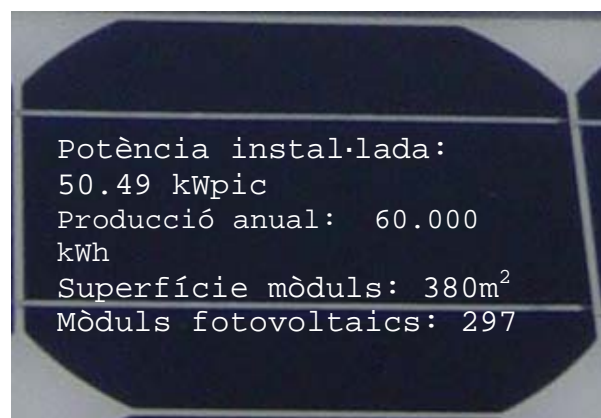 Potència instal·lada:
50.49 kWpic
Producció anual: 60.000
kWh
Superfície mòduls: 380m²
Mòduls fotovoltaics: 297